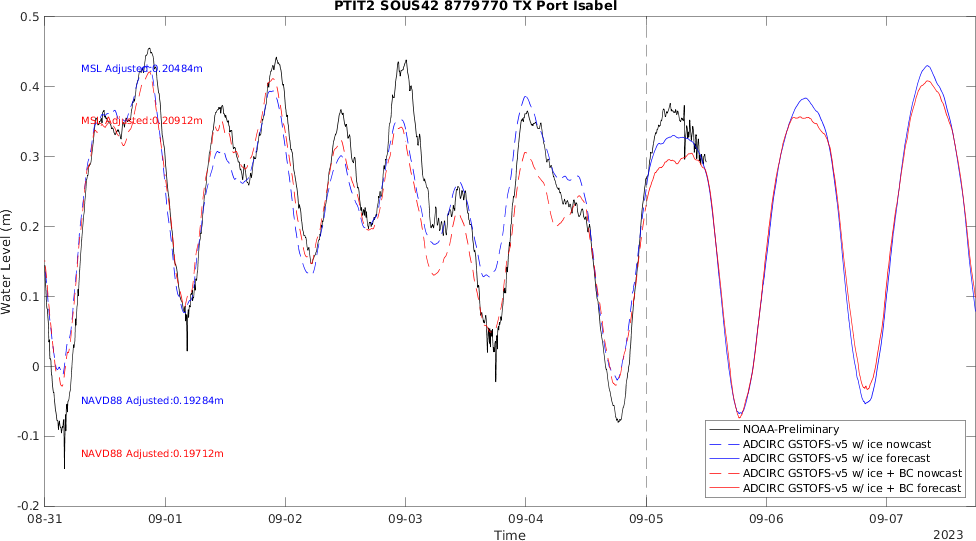 PTIT2 SOUS42 8779770 TX Port Isabel
0.5
0.4
0.3
0.2
0.1
0
-0.1
-0.2
Water Level (m)
MSL Adjusted:0.20484m
MSL Adjusted:0.20912m
NAVD88 Adjusted:0.19284m
NAVD88 Adjusted:0.19712m
NOAA-Preliminary
ADCIRC GSTOFS-v5 w/ ice nowcast
ADCIRC GSTOFS-v5 w/ ice forecast
ADCIRC GSTOFS-v5 w/ ice + BC nowcast
ADCIRC GSTOFS-v5 w/ ice + BC forecast
08-31 09-01 09-02 09-03 09-04 09-05 09-06 09-07
Time
2023